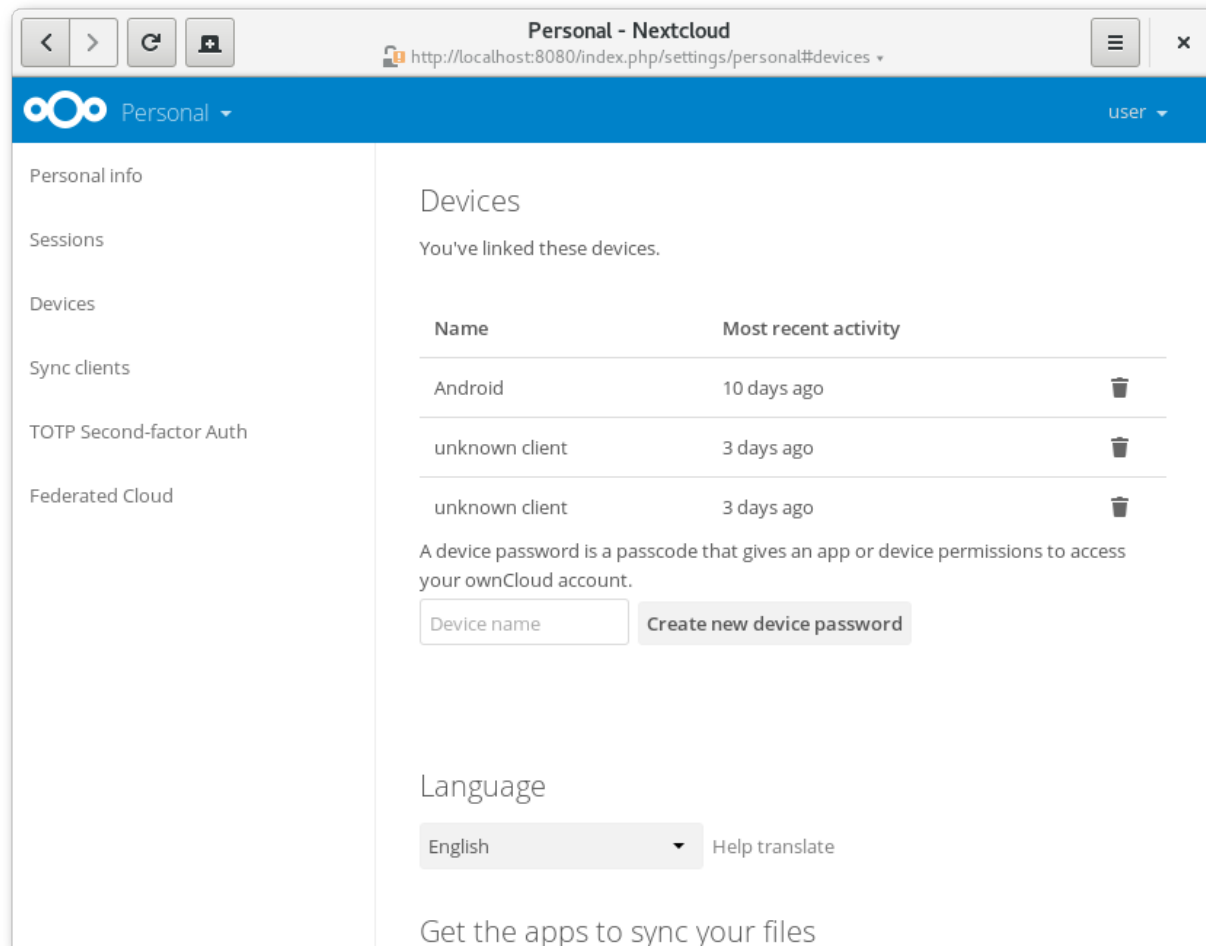 Personal - Nextcloud
http://localhost:8080/index.php/settings/personal#devices
Personal
user
Personal info
Sessions
Devices
Sync clients
TOTP Second-factor Auth
Federated Cloud
Devices
You've linked these devices.
Name Most recent activity
Android 10 days ago
unknown client 3 days ago
unknown client 3 days ago
A device password is a passcode that gives an app or device permissions to access
your ownCloud account.
Device name Create new device password
Language
English Help translate
Get the apps to sync your files